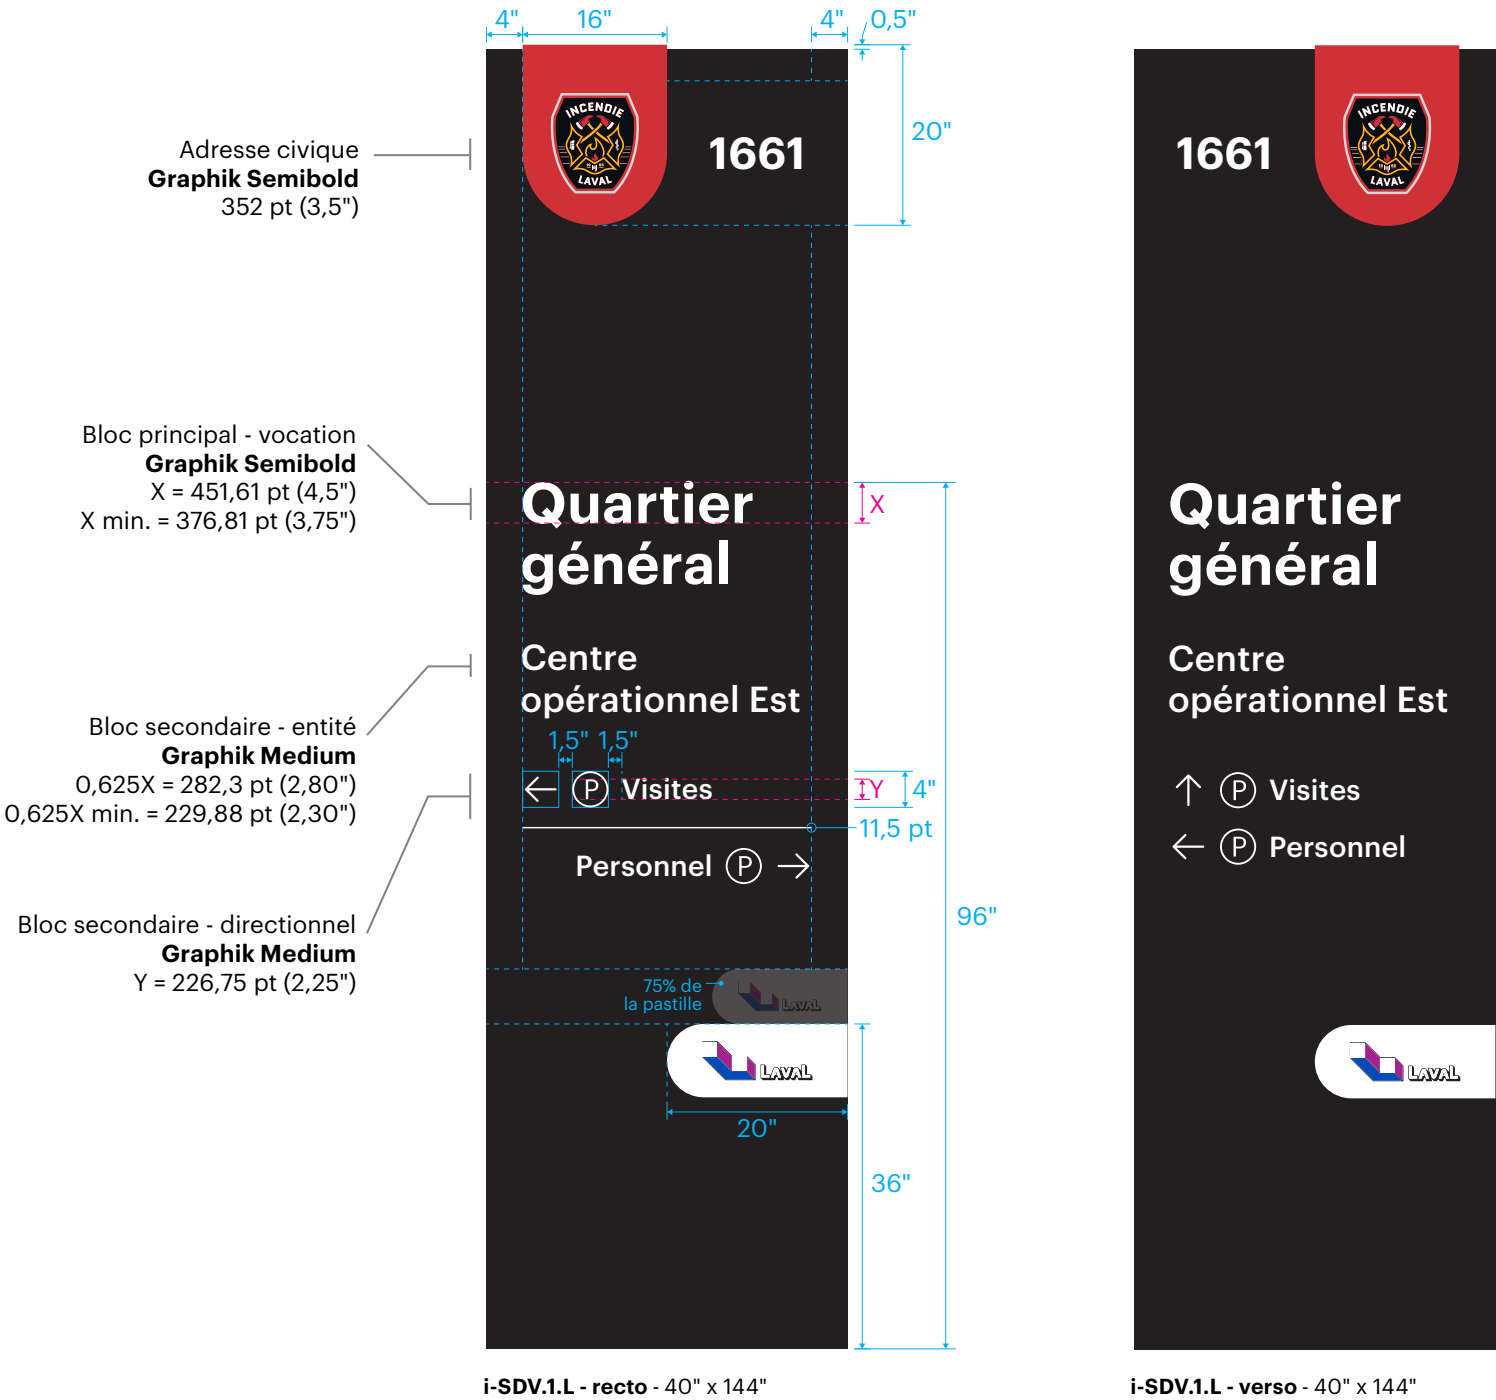 4" 16" 4" 0,5"
INCENDIE
LAVAL
1661
20"
Adresse civique
Graphik Semibold
352 pt (3,5")
Bloc principal - vocation
Graphik Semibold
X = 451,61 pt (4,5")
X min. = 376,81 pt (3,75")
Quartier
général
X
Centre
opérationnel Est
Bloc secondaire - entité
Graphik Medium
0,625X = 282,3 pt (2,80")
0,625X min. = 229,88 pt (2,30")
1,5" 1,5"
← P Visites
Y 4"
11,5 pt
Personnel P →
96"
Bloc secondaire - directionnel
Graphik Medium
Y = 226,75 pt (2,25")
75% de
la pastille
LAVAL
LAVAL
20"
36"
i-SDV.1.L - recto - 40" x 144"
1661
INCENDIE
LAVAL
Quartier
général
Centre
opérationnel Est
↑ P Visites
← P Personnel
LAVAL
i-SDV.1.L - verso - 40" x 144"